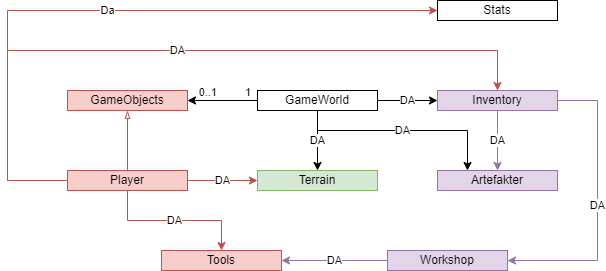 Da
Stats
DA
GameObjects
0..1
1
GameWorld
DA
Inventory
DA
DA
DA
Player
DA
Terrain
Artefakter
DA
DA
Tools
DA
Workshop